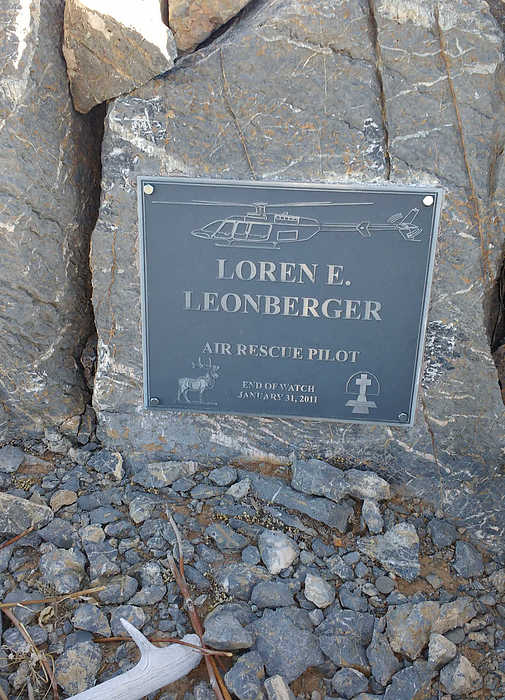 LOREN E.
LEONBERGER
AIR RESCUE PILOT
END OF WATCH
JANUARY 31, 2011